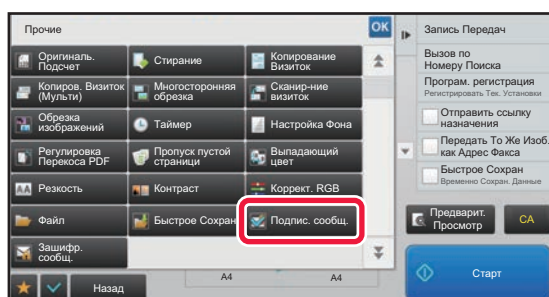 Прочие
OK
Оригиналь.
Подсчет
Стирание
Копирование
Визиток
Копиров. Визиток
(Мульти)
Многосторонняя
обрезка
Сканир-ние
визиток
Обрезка
изображений
Таймер
Настройка Фона
Регулировка
Перекоса PDF
Пропуск пустой
страници
Выпадающий
цвет
AA Резкость
Контраст
Коррект. RGB
Файл
Быстрое Сохран
Подпис. сообщ.
Зашифр.
сообщ.
Назад
A4
A4
Запись Передач
Вызов по
Номеру Поиска
Програм. регистрация
Регистрировать Тек. Установки
Отправить ссылку
назначения
Передать То Же Изоб.
как Адрес Факса
Быстрое Сохран
Временно Сохран. Данные
Предварит.
Просмотр
CA
Старт